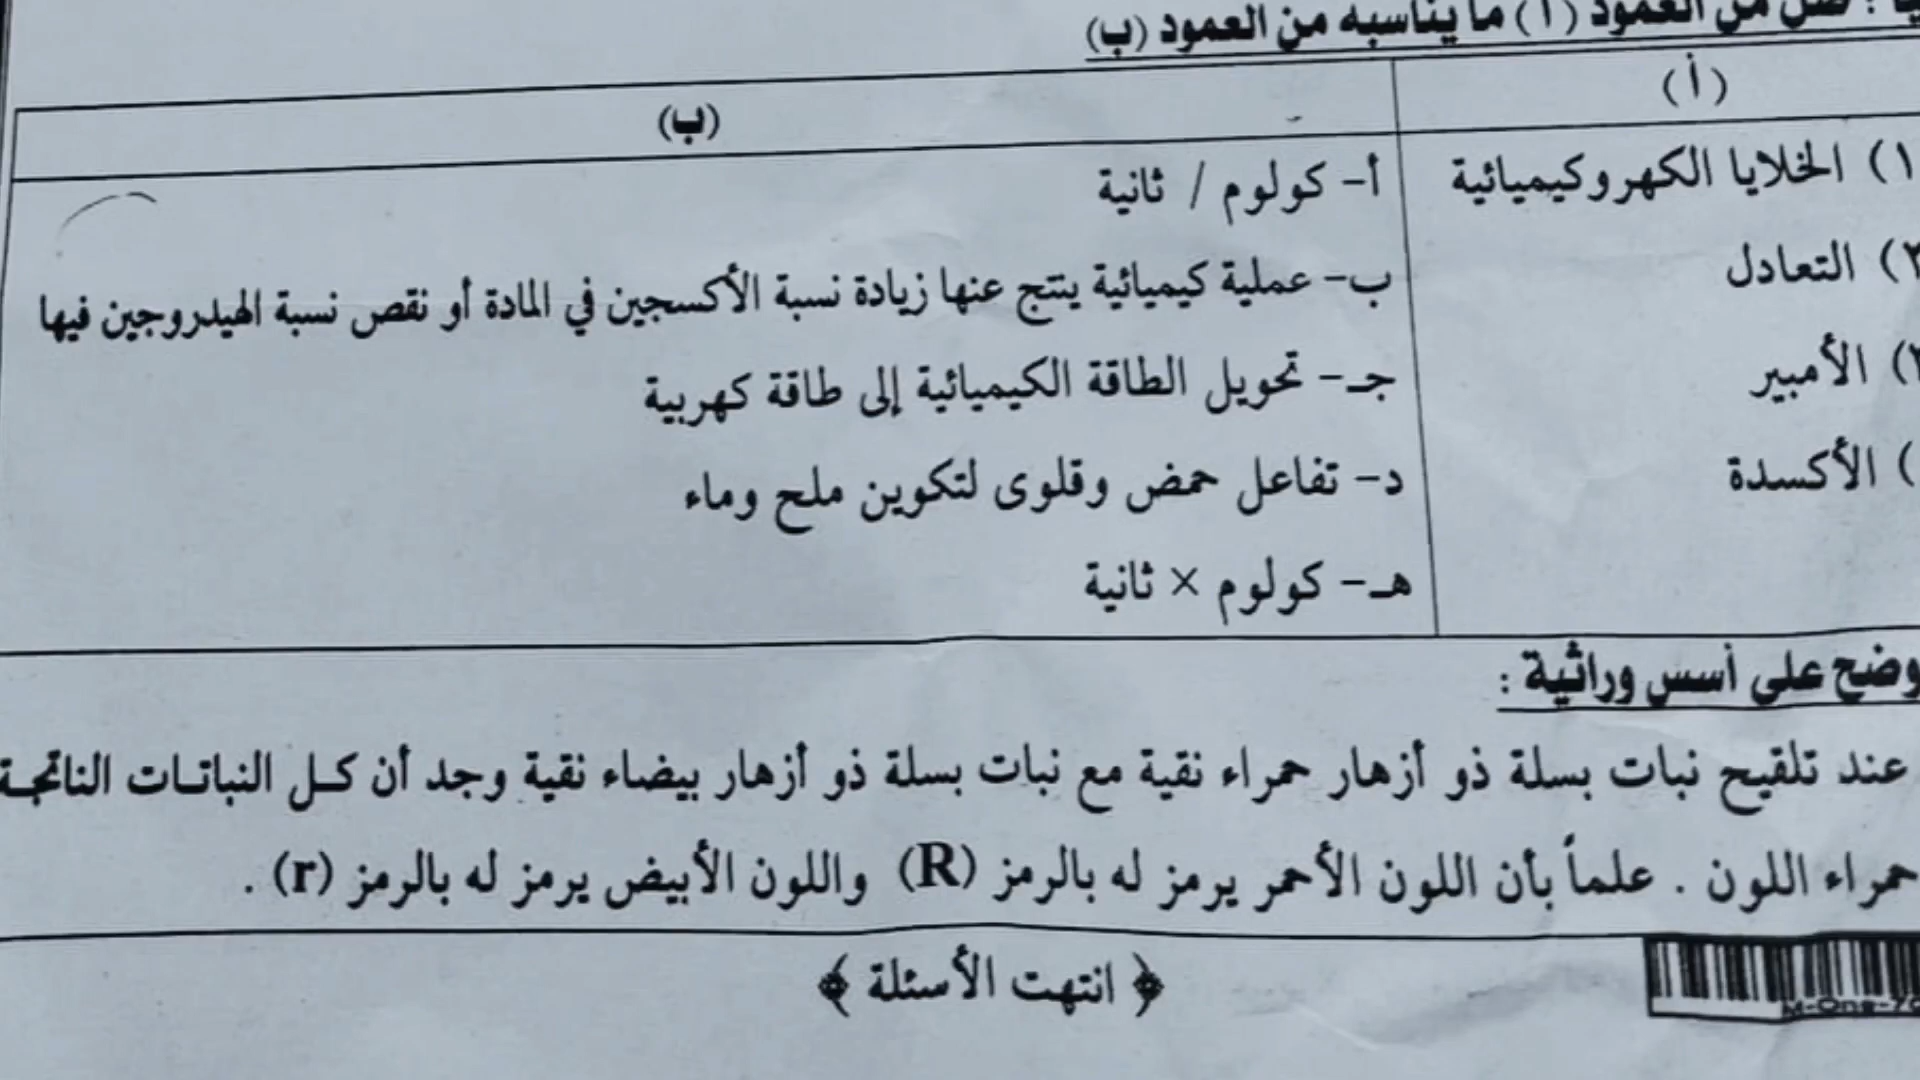 صل من العمود (أ) ما يناسبه من العمود (ب)
(أ) (ب)
١) الخلايا الكهروكيميائية أ- كولوم / ثانية
التعادل ب- عملية كيميائية ينتج عنها زيادة نسبة الأكسجين في المادة أو نقص نسبة الهيدروجين فيها
الأمبير جـ- تحويل الطاقة الكيميائية إلى طاقة كهربية
) الأكسدة د- تفاعل حمض وقلوى لتكوين ملح وماء
هـ- كولوم × ثانية
وضح على أسس وراثية :
عند تلقيح نبات بسلة ذو أزهار حمراء نقية مع نبات بسلة ذو أزهار بيضاء نقية وجد أن كل النباتات الناتجة
حمراء اللون . علماً بأن اللون الأحمر يرمز له بالرمز (R) واللون الأبيض يرمز له بالرمز (r) .
﴿ انتهت الأسئلة ﴾